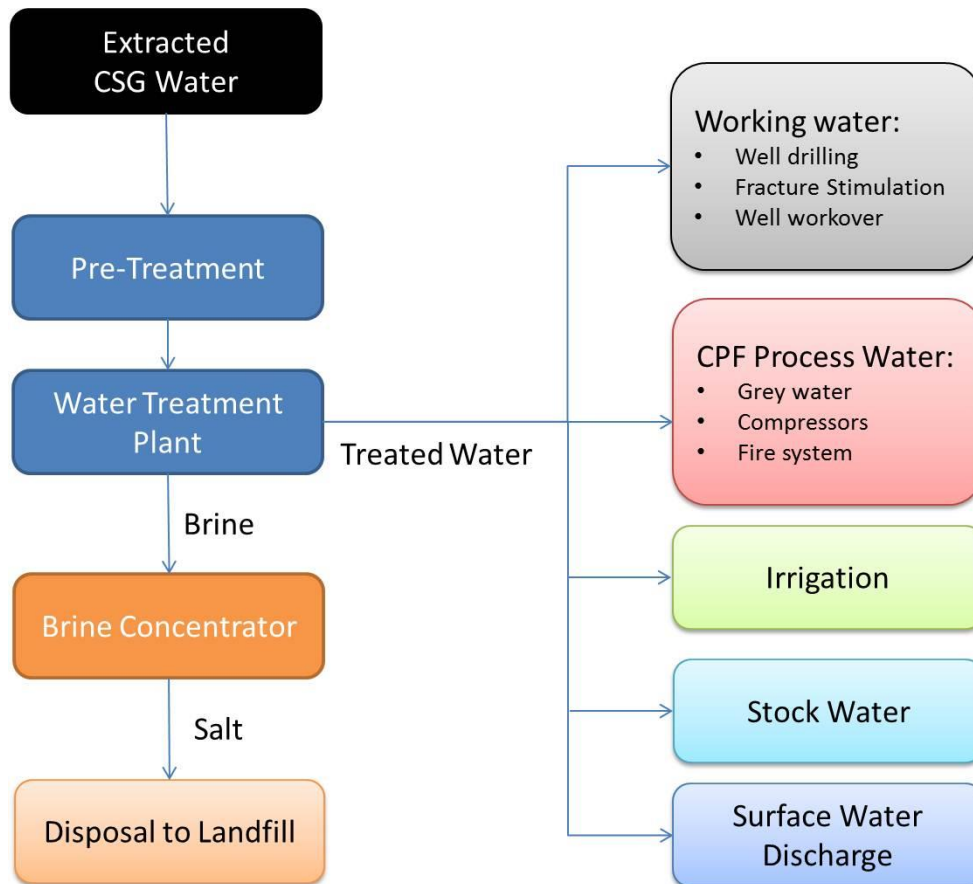 Extracted
CSG Water
Pre-Treatment
Water Treatment
Plant
Treated Water
Brine
Brine Concentrator
Salt
Disposal to Landfill
Working water:
• Well drilling
• Fracture Stimulation
• Well workover
CPF Process Water:
• Grey water
• Compressors
• Fire system
Irrigation
Stock Water
Surface Water
Discharge